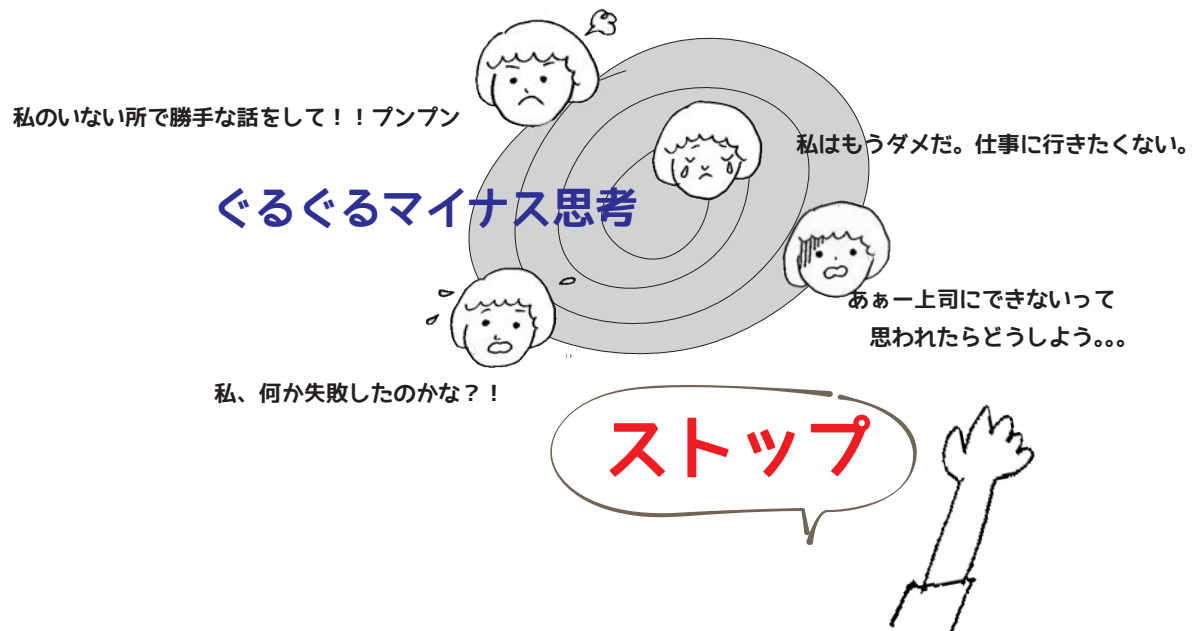 私のいない所で勝手な話をして！！プンプン
私はもうダメだ。仕事に行きたくない。
ぐるぐるマイナス思考
あぁー上司にできないって
思われたらどうしよう。。。
私、何か失敗したのかな？！
ストップ